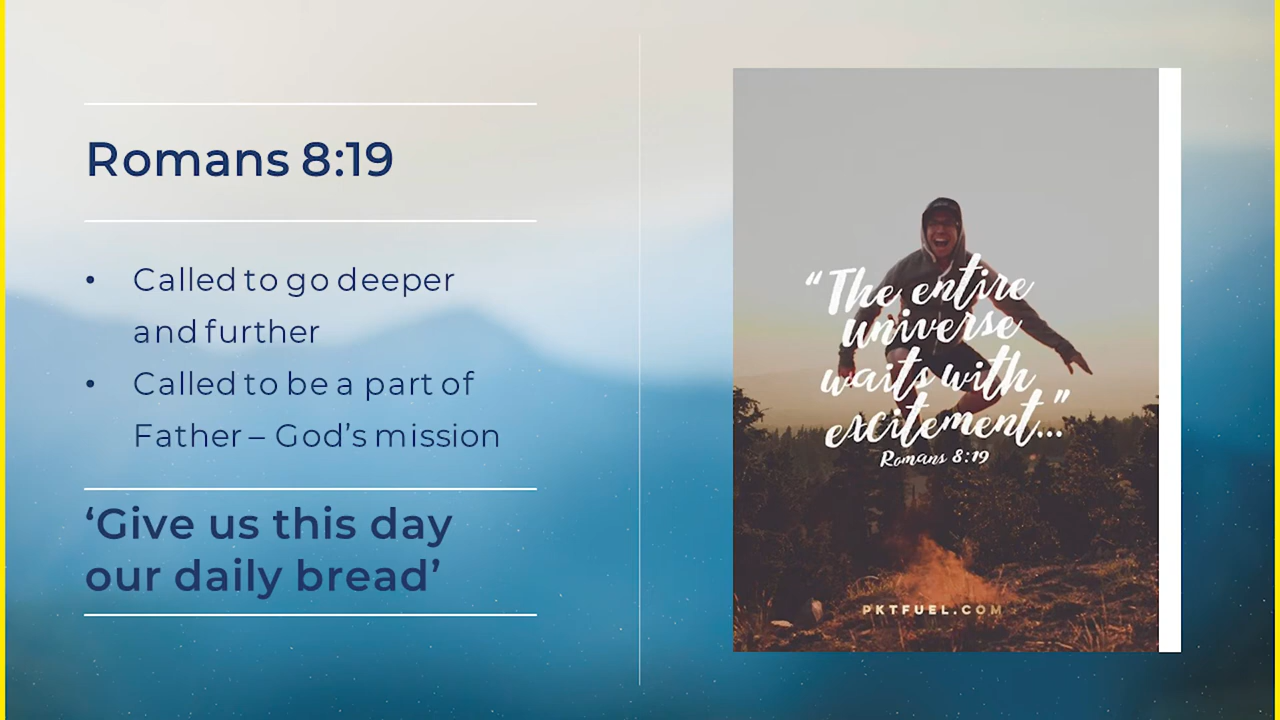 Romans 8:19
• Called to go deeper
and further
• Called to be a part of
Father – God’s mission
‘Give us this day
our daily bread’
“The entire
universe
waits with
excitement...”
Romans 8:19
PKTFUEL.COM